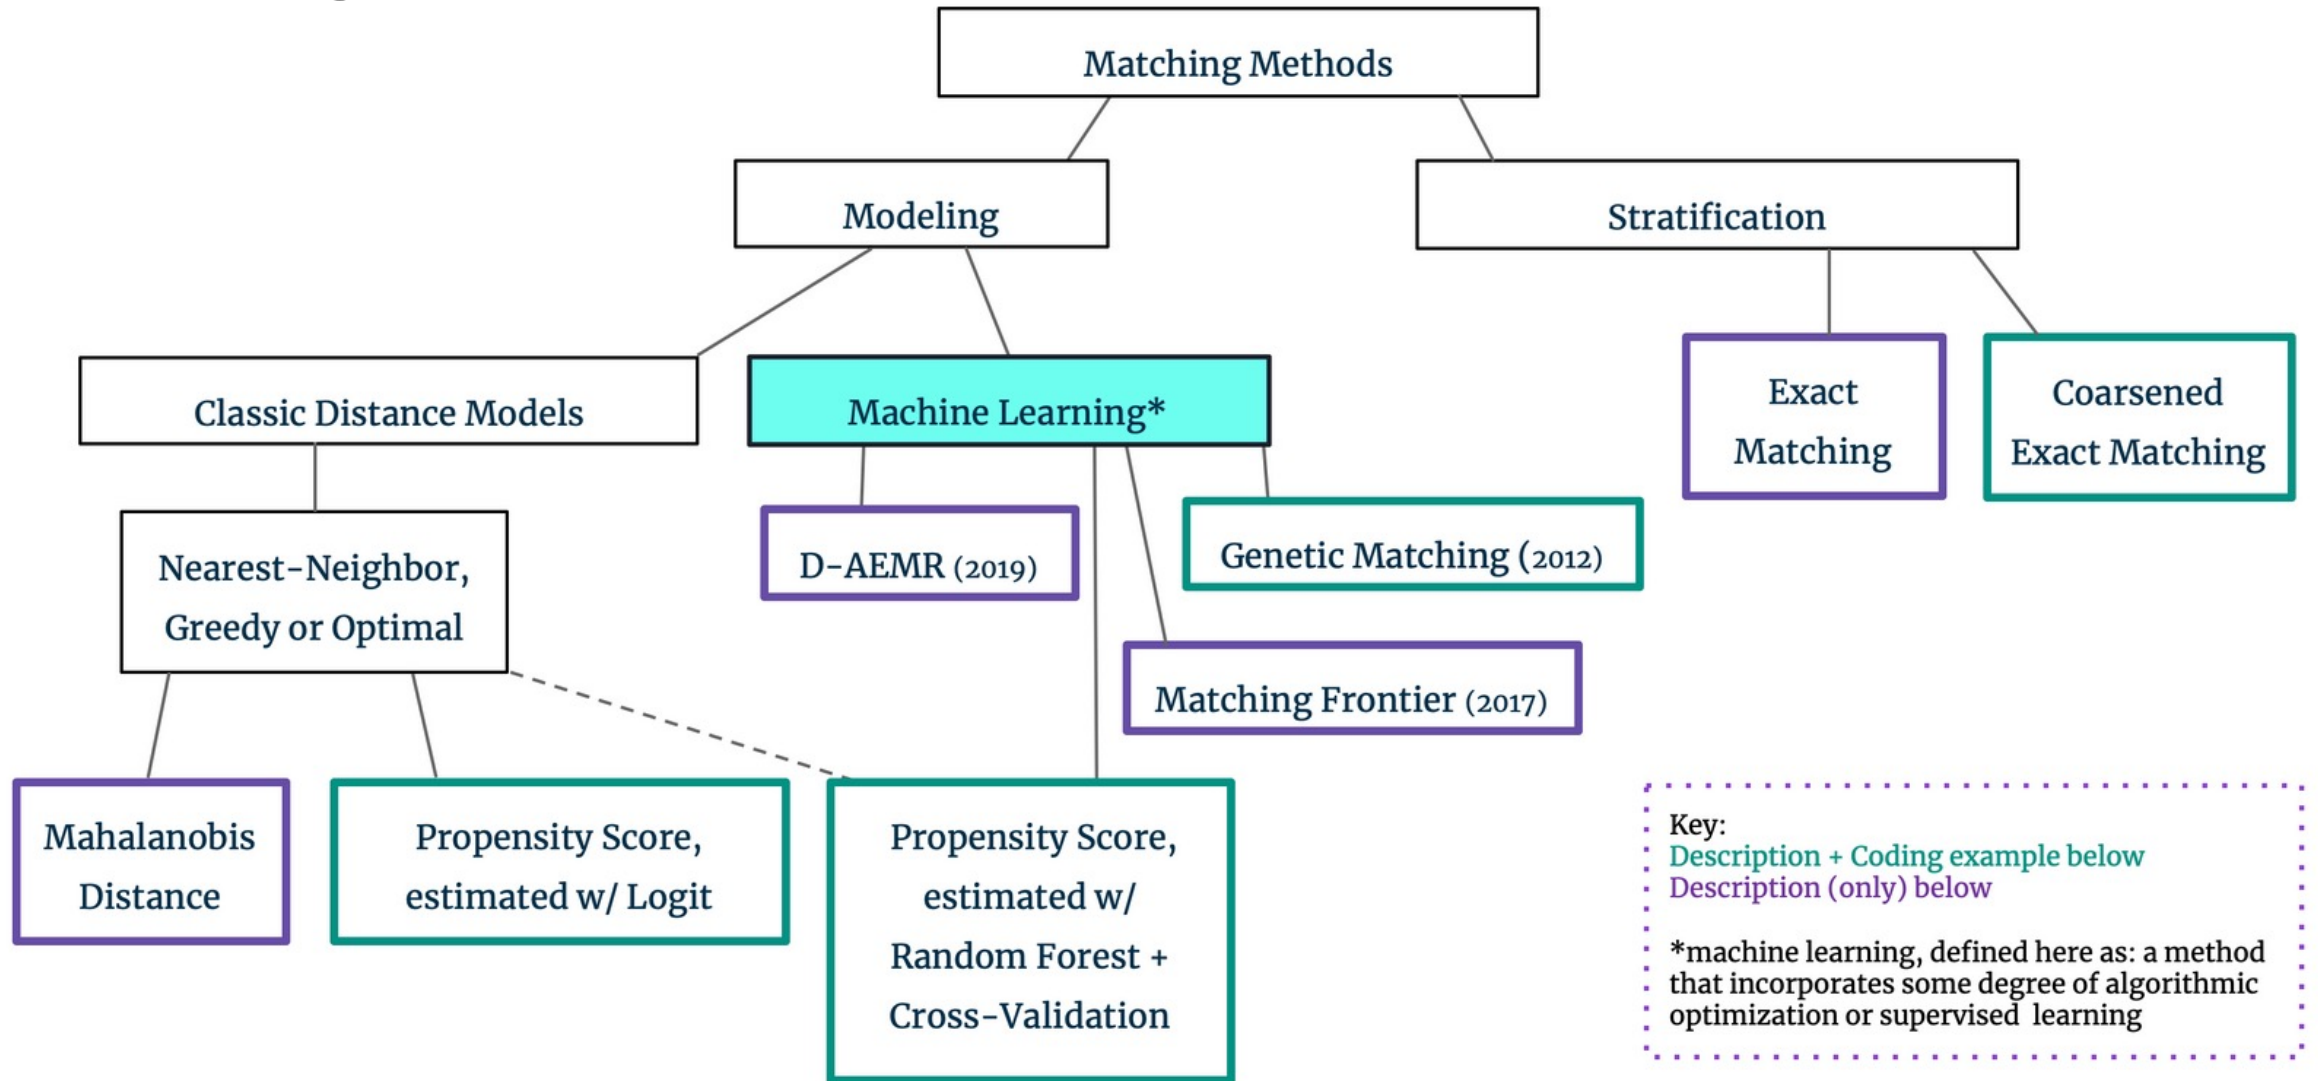 Matching Methods
Modeling
Stratification
Classic Distance Models
Machine Learning*
Exact
Matching
Coarsened
Exact Matching
Nearest-Neighbor,
Greedy or Optimal
D-AEMR (2019)
Genetic Matching (2012)
Matching Frontier (2017)
Mahalanobis
Distance
Propensity Score,
estimated w/ Logit
Propensity Score,
estimated w/
Random Forest +
Cross-Validation
Key:
Description + Coding example below
Description (only) below
*machine learning, defined here as: a method
that incorporates some degree of algorithmic
optimization or supervised learning